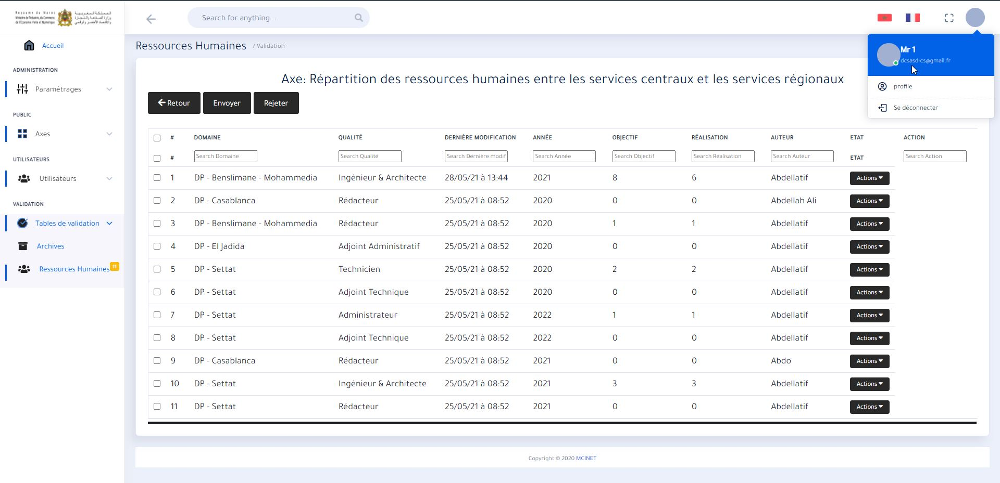 Royaume du Maroc
Ministère de l'Industrie, du Commerce,
de l'Économie Verte et Numérique
المملكة المغربية
وزارة الصناعة والتجارة
والاقتصاد الأخضر والرقمي
Search for anything...
Accueil
ADMINISTRATION
Paramétrages
PUBLIC
Axes
UTILISATEURS
Utilisateurs
VALIDATION
Tables de validation
Archives
Ressources Humaines 11
Mr 1
dcsasd-cs@gmail.fr
profile
Se déconnecter
Ressources Humaines / Validation
Axe: Répartition des ressources humaines entre les services centraux et les services régionaux
Retour Envoyer Rejeter
# DOMAINE QUALITÉ DERNIÈRE MODIFICATION ANNÉE OBJECTIF RÉALISATION AUTEUR ETAT ACTION
# Search Domaine Search Qualité Search Dernière modif Search Année Search Objectif Search Réalisation Search Auteur ETAT Search Action
1 DP - Benslimane - Mohammedia Ingénieur & Architecte 28/05/21 à 13:44 2021 8 6 Abdellatif Actions
2 DP - Casablanca Rédacteur 25/05/21 à 08:52 2020 0 0 Abdellah Ali Actions
3 DP - Benslimane - Mohammedia Rédacteur 25/05/21 à 08:52 2020 1 1 Abdellatif Actions
4 DP - El Jadida Adjoint Administratif 25/05/21 à 08:52 2020 0 0 Abdellatif Actions
5 DP - Settat Technicien 25/05/21 à 08:52 2020 2 2 Abdellatif Actions
6 DP - Settat Adjoint Technique 25/05/21 à 08:52 2020 0 0 Abdellatif Actions
7 DP - Settat Administrateur 25/05/21 à 08:52 2022 1 1 Abdellatif Actions
8 DP - Settat Adjoint Technique 25/05/21 à 08:52 2022 0 0 Abdellatif Actions
9 DP - Casablanca Rédacteur 25/05/21 à 08:52 2021 0 0 Abdo Actions
10 DP - Settat Ingénieur & Architecte 25/05/21 à 08:52 2021 3 3 Abdellatif Actions
11 DP - Settat Rédacteur 25/05/21 à 08:52 2021 0 0 Abdellatif Actions
Copyright © 2020 MCINET